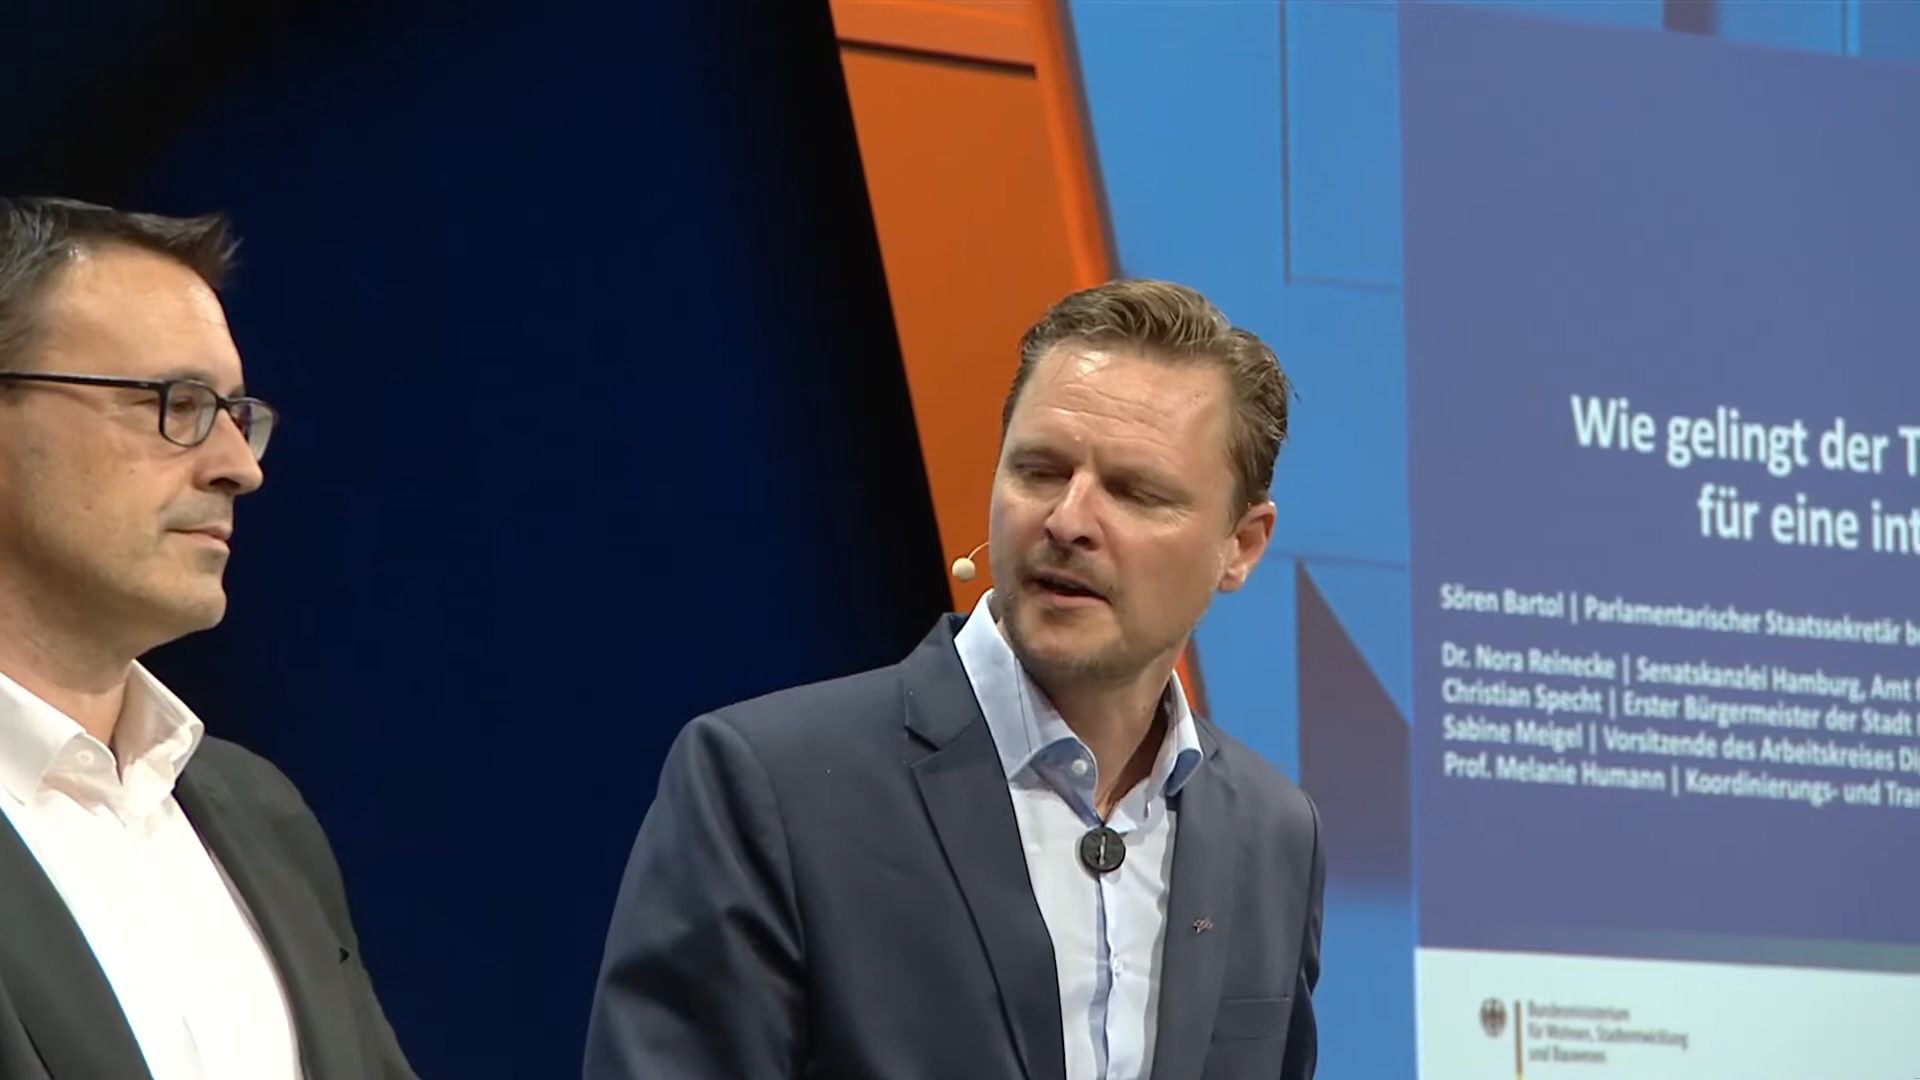 Wie gelingt der T
für eine int
Sören Bartol | Parlamentarischer Staatssekretär b
Dr. Nora Reinecke | Senatskanzlei Hamburg, Amt f
Christian Specht | Erster Bürgermeister der Stadt
Sabine Meigel | Vorsitzende des Arbeitskreises Di
Prof. Melanie Humann | Koordinierungs- und Tran
Bundesministerium
für Wohnen, Stadtentwicklung
und Bauwesen